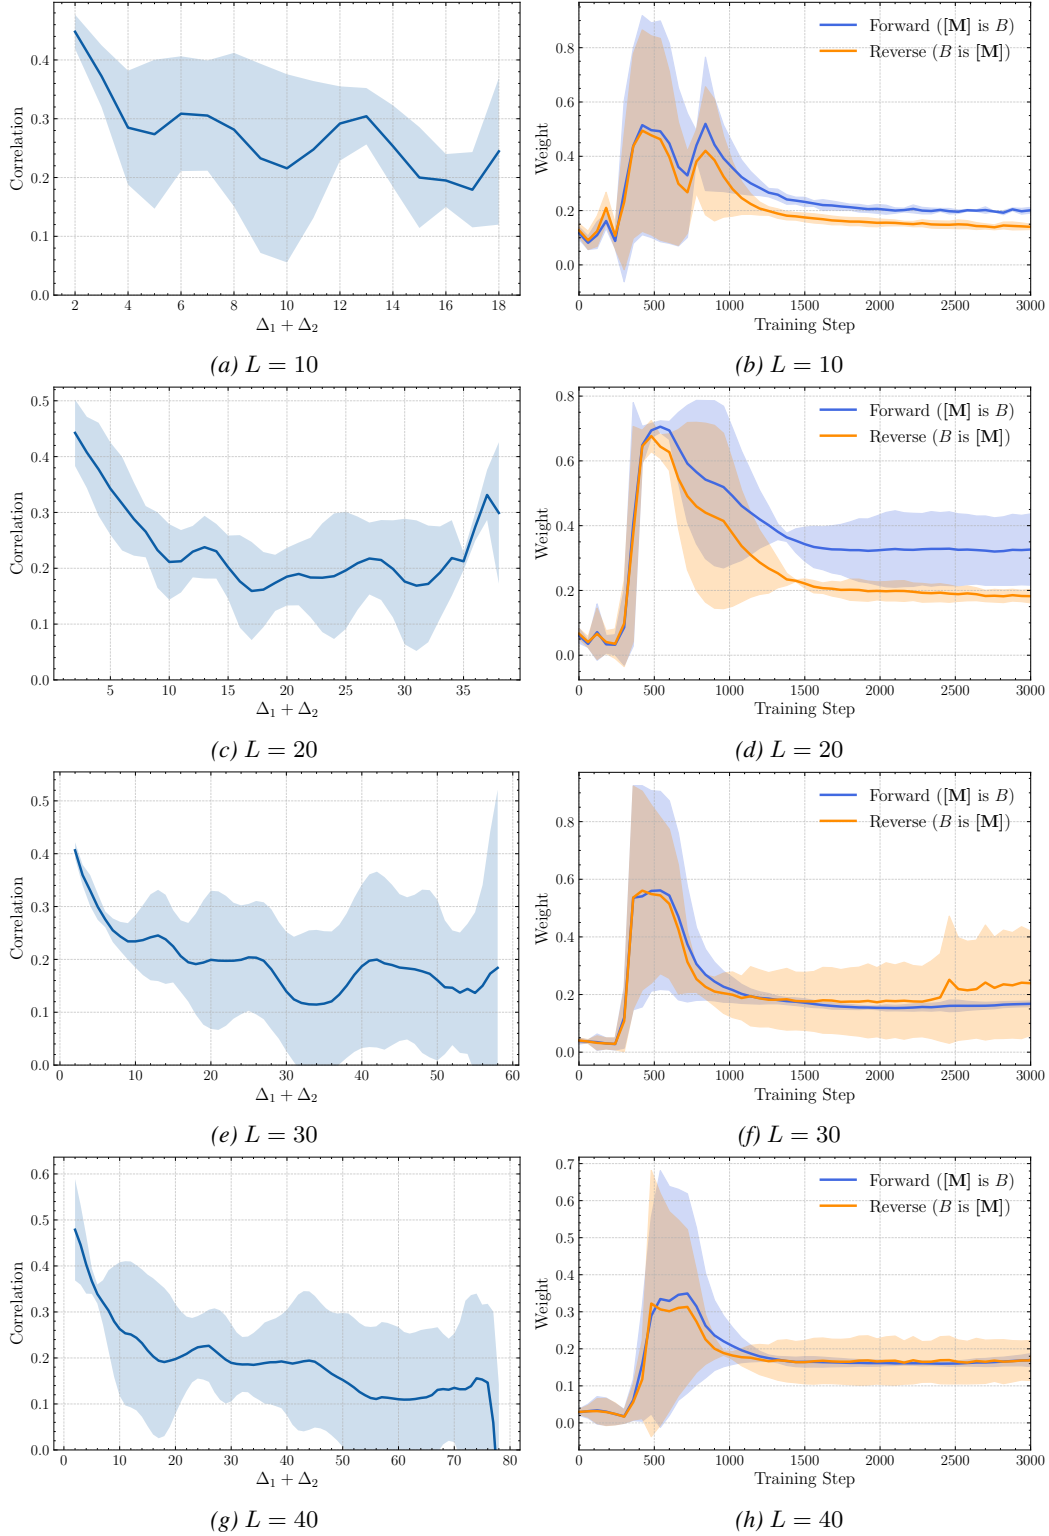 0.4
0.3
0.2
0.1
0.0
Correlation
2 4 6 8 10 12 14 16 18
Δ₁ + Δ₂
(a) L = 10
0.8
0.6
0.4
0.2
0.0
Weight
Forward ([M] is B)
Reverse (B is [M])
0 500 1000 1500 2000 2500 3000
Training Step
(b) L = 10
0.5
0.4
0.3
0.2
0.1
0.0
Correlation
5 10 15 20 25 30 35
Δ₁ + Δ₂
(c) L = 20
0.8
0.6
0.4
0.2
0.0
Weight
Forward ([M] is B)
Reverse (B is [M])
0 500 1000 1500 2000 2500 3000
Training Step
(d) L = 20
0.5
0.4
0.3
0.2
0.1
0.0
Correlation
0 10 20 30 40 50 60
Δ₁ + Δ₂
(e) L = 30
0.8
0.6
0.4
0.2
0.0
Weight
Forward ([M] is B)
Reverse (B is [M])
0 500 1000 1500 2000 2500 3000
Training Step
(f) L = 30
0.6
0.5
0.4
0.3
0.2
0.1
0.0
Correlation
0 10 20 30 40 50 60 70 80
Δ₁ + Δ₂
(g) L = 40
0.7
0.6
0.5
0.4
0.3
0.2
0.1
0.0
Weight
Forward ([M] is B)
Reverse (B is [M])
0 500 1000 1500 2000 2500 3000
Training Step
(h) L = 40